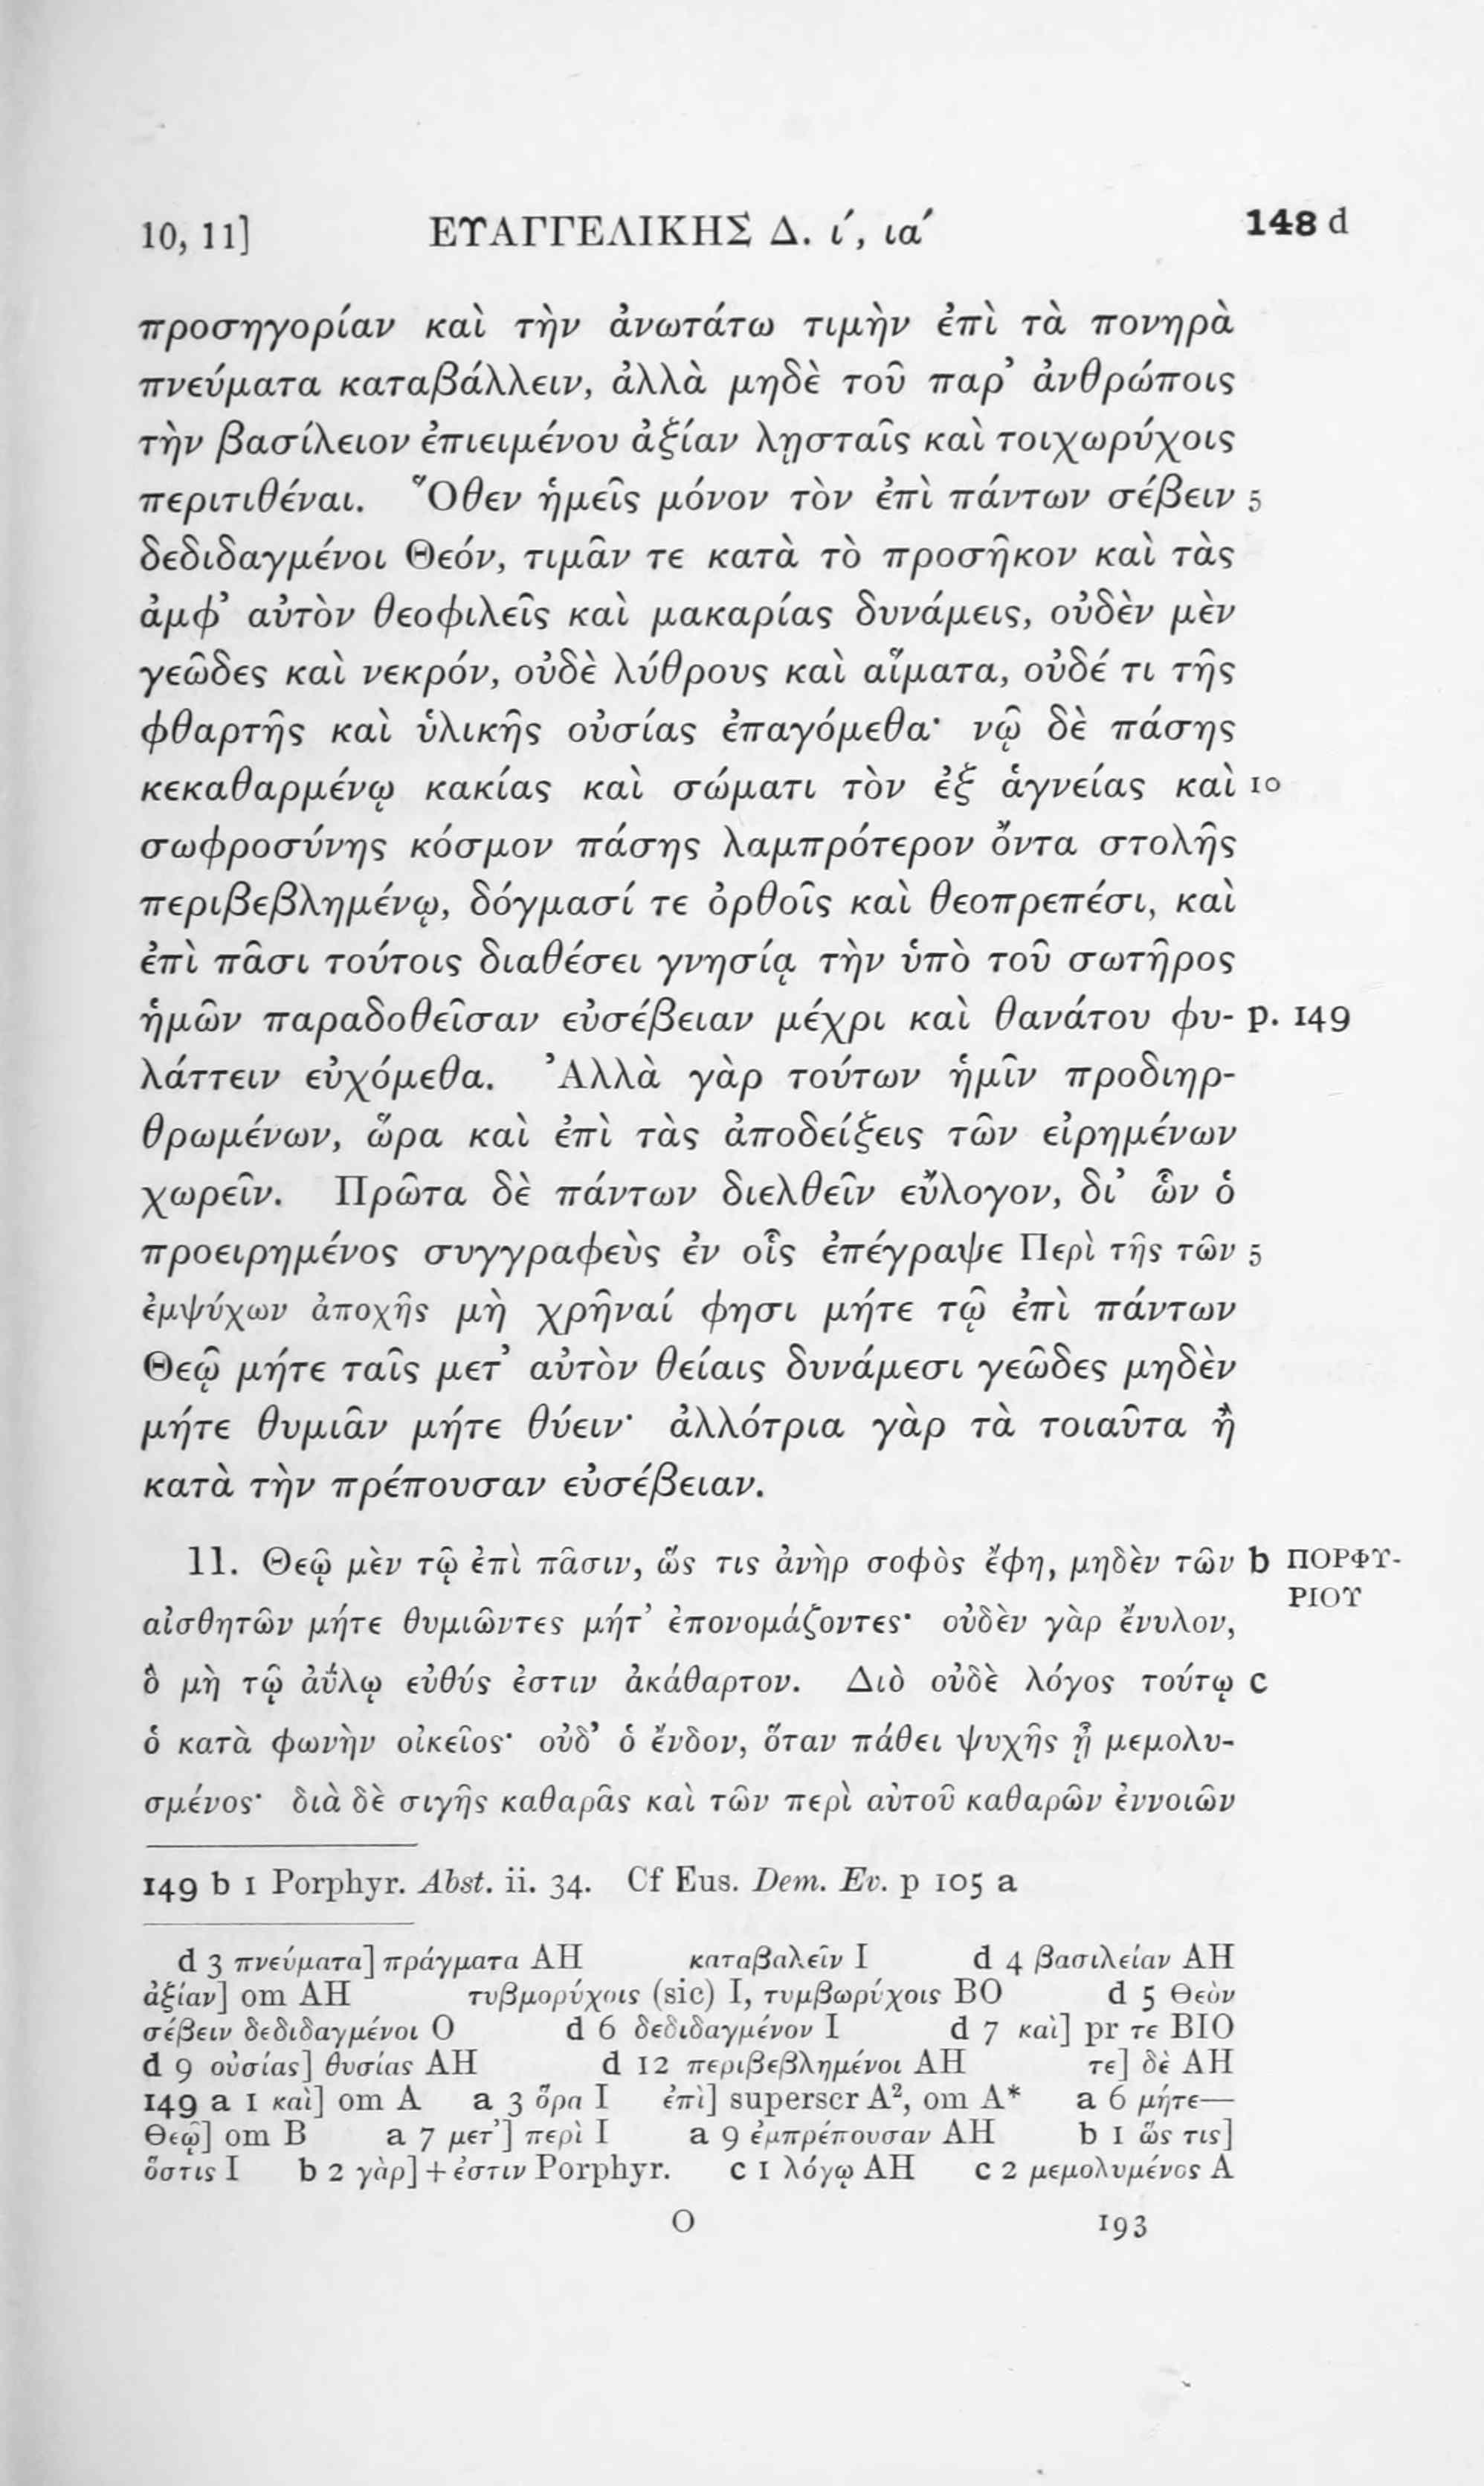 10, 11] ΕΥΑΓΓΕΛΙΚΗΣ Δ. ι´, ια´ 148 d
προσηγορίαν καὶ τὴν ἀνωτάτω τιμὴν ἐπὶ τὰ πονηρὰ
πνεύματα καταβάλλειν, ἀλλὰ μηδὲ τοῦ παρ’ ἀνθρώποις
τὴν βασίλειον ἐπιειμένου ἀξίαν λῃσταῖς καὶ τοιχωρύχοις
περιτιθέναι. Ὅθεν ἡμεῖς μόνον τὸν ἐπὶ πάντων σέβειν 5
δεδιδαγμένοι Θεόν, τιμᾶν τε κατὰ τὸ προσῆκον καὶ τὰς
ἀμφ’ αὐτὸν θεοφιλεῖς καὶ μακαρίας δυνάμεις, οὐδὲν μὲν
γεῶδες καὶ νεκρόν, οὐδὲ λύθρους καὶ αἵματα, οὐδέ τι τῆς
φθαρτῆς καὶ ὑλικῆς οὐσίας ἐπαγόμεθα· νῷ δὲ πάσης
κεκαθαρμένῳ κακίας καὶ σώματι τὸν ἐξ ἁγνείας καὶ 10
σωφροσύνης κόσμον πάσης λαμπρότερον ὄντα στολῆς
περιβεβλημένῳ, δόγμασί τε ὀρθοῖς καὶ θεοπρεπέσι, καὶ
ἐπὶ πᾶσι τούτοις διαθέσει γνησίᾳ τὴν ὑπὸ τοῦ σωτῆρος
ἡμῶν παραδοθεῖσαν εὐσέβειαν μέχρι καὶ θανάτου φυ- p. 149
λάττειν εὐχόμεθα. Ἀλλὰ γὰρ τούτων ἡμῖν προδιηρ-
θρωμένων, ὥρα καὶ ἐπὶ τὰς ἀποδείξεις τῶν εἰρημένων
χωρεῖν. Πρῶτα δὲ πάντων διελθεῖν εὔλογον, δι’ ὧν ὁ
προειρημένος συγγραφεὺς ἐν οἷς ἐπέγραψε Περὶ τῆς τῶν 5
ἐμψύχων ἀποχῆς μὴ χρῆναί φησι μήτε τῷ ἐπὶ πάντων
Θεῷ μήτε ταῖς μετ’ αὐτὸν θείαις δυνάμεσι γεῶδες μηδὲν
μήτε θυμιᾶν μήτε θύειν· ἀλλότρια γὰρ τὰ τοιαῦτα ἢ
κατὰ τὴν πρέπουσαν εὐσέβειαν.
11. Θεῷ μὲν τῷ ἐπὶ πᾶσιν, ὥς τις ἀνὴρ σοφὸς ἔφη, μηδὲν τῶν b ΠΟΡΦΥ-
ΡΙΟΥ
αἰσθητῶν μήτε θυμιῶντες μήτ’ ἐπονομάζοντες· οὐδὲν γὰρ ἔνυλον,
ὃ μὴ τῷ ἀΰλῳ εὐθύς ἐστιν ἀκάθαρτον. Διὸ οὐδὲ λόγος τούτῳ c
ὁ κατὰ φωνὴν οἰκεῖος· οὐδ’ ὁ ἔνδον, ὅταν πάθει ψυχῆς ᾖ μεμολυ-
σμένος· διὰ δὲ σιγῆς καθαρᾶς καὶ τῶν περὶ αὐτοῦ καθαρῶν ἐννοιῶν
149 b 1 Porphyr. Abst. ii. 34. Cf Eus. Dem. Ev. p 105 a
d 3 πνεύματα] πράγματα AH καταβαλεῖν I d 4 βασιλείαν AH
ἀξίαν] om AH τυβμορύχοις (sic) I, τυμβωρύχοις BO d 5 Θεὸν
σέβειν δεδιδαγμένοι O d 6 δεδιδαγμένον I d 7 καὶ] pr τε BIO
d 9 οὐσίας] θυσίας AH d 12 περιβεβλημένοι AH τε] δὲ AH
149 a 1 καὶ] om A a 3 ὅρα I ἐπὶ] superscr A², om A* a 6 μήτε—
Θεῷ] om B a 7 μετ’] περὶ I a 9 ἐμπρέπουσαν AH b 1 ὥς τις]
ὅστις I b 2 γὰρ] + ἐστιν Porphyr. c 1 λόγῳ AH c 2 μεμολυμένος A
O 193